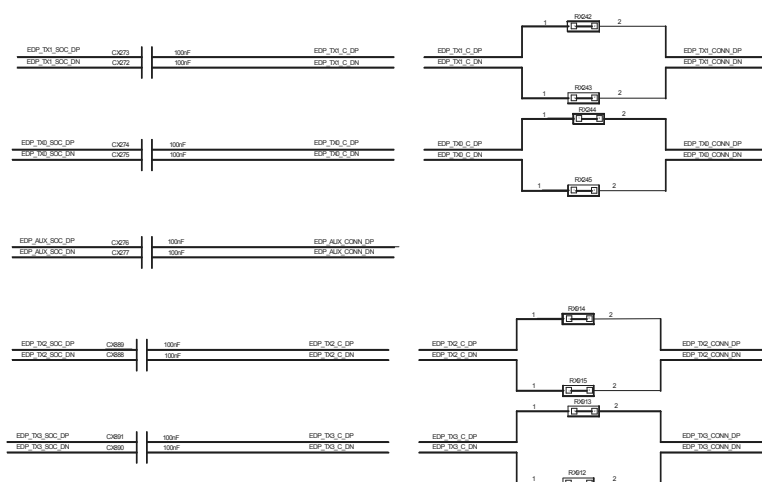 RX242
1 2
EDP_TX1_SOC_DP CX273 100nF EDP_TX1_C_DP EDP_TX1_C_DP EDP_TX1_CONN_DP
EDP_TX1_SOC_DN CX272 100nF EDP_TX1_C_DN EDP_TX1_C_DN EDP_TX1_CONN_DN
RX243
1 2
RX244
1 2
EDP_TX0_SOC_DP CX274 100nF EDP_TX0_C_DP EDP_TX0_C_DP EDP_TX0_CONN_DP
EDP_TX0_SOC_DN CX275 100nF EDP_TX0_C_DN EDP_TX0_C_DN EDP_TX0_CONN_DN
RX245
1 2
EDP_AUX_SOC_DP CX276 100nF EDP_AUX_CONN_DP
EDP_AUX_SOC_DN CX277 100nF EDP_AUX_CONN_DN
RX914
1 2
EDP_TX2_SOC_DP CX889 100nF EDP_TX2_C_DP EDP_TX2_C_DP EDP_TX2_CONN_DP
EDP_TX2_SOC_DN CX888 100nF EDP_TX2_C_DN EDP_TX2_C_DN EDP_TX2_CONN_DN
RX915
1 2
RX913
1 2
EDP_TX3_SOC_DP CX891 100nF EDP_TX3_C_DP EDP_TX3_C_DP EDP_TX3_CONN_DP
EDP_TX3_SOC_DN CX890 100nF EDP_TX3_C_DN EDP_TX3_C_DN EDP_TX3_CONN_DN
RX912
1 2